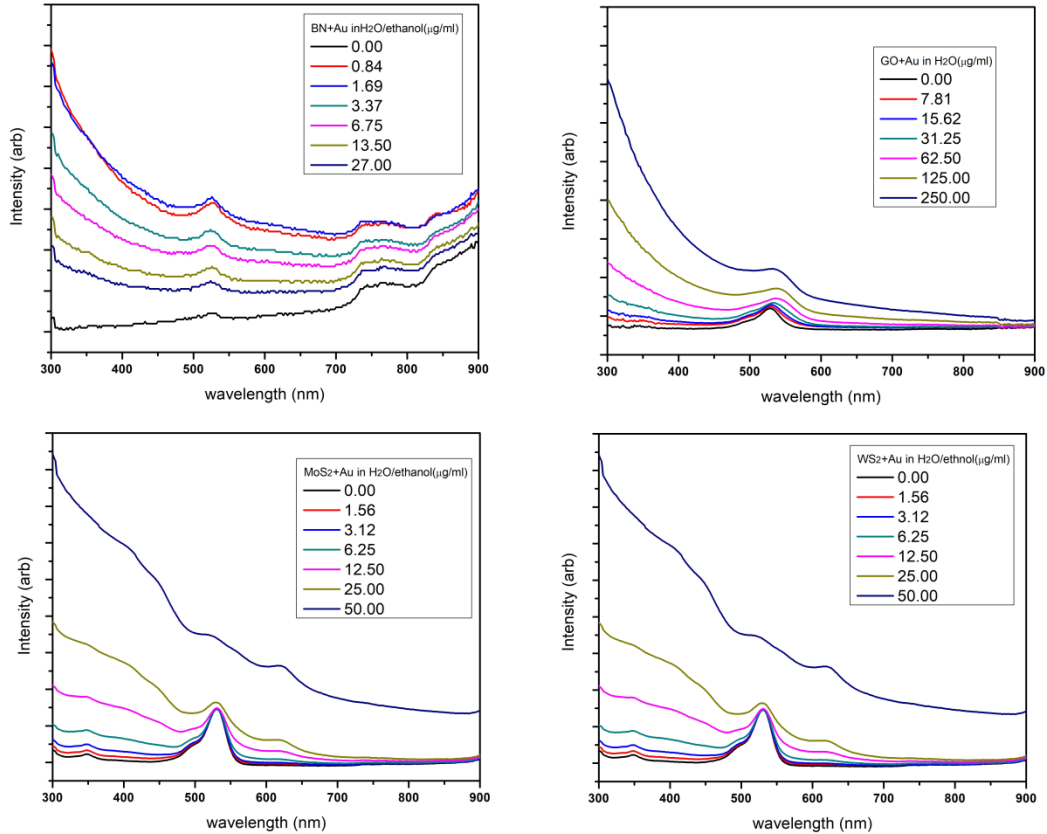 BN+Au inH2O/ethanol(μg/ml)
0.00
0.84
1.69
3.37
6.75
13.50
27.00
Intensity (arb)
300 400 500 600 700 800 900
wavelength (nm)
GO+Au in H2O(μg/ml)
0.00
7.81
15.62
31.25
62.50
125.00
250.00
Intensity (arb)
300 400 500 600 700 800 900
wavelength (nm)
MoS2+Au in H2O/ethanol(μg/ml)
0.00
1.56
3.12
6.25
12.50
25.00
50.00
Intensity (arb)
300 400 500 600 700 800 900
wavelength (nm)
WS2+Au in H2O/ethnol(μg/ml)
0.00
1.56
3.12
6.25
12.50
25.00
50.00
Intensity (arb)
300 400 500 600 700 800 900
wavelength (nm)